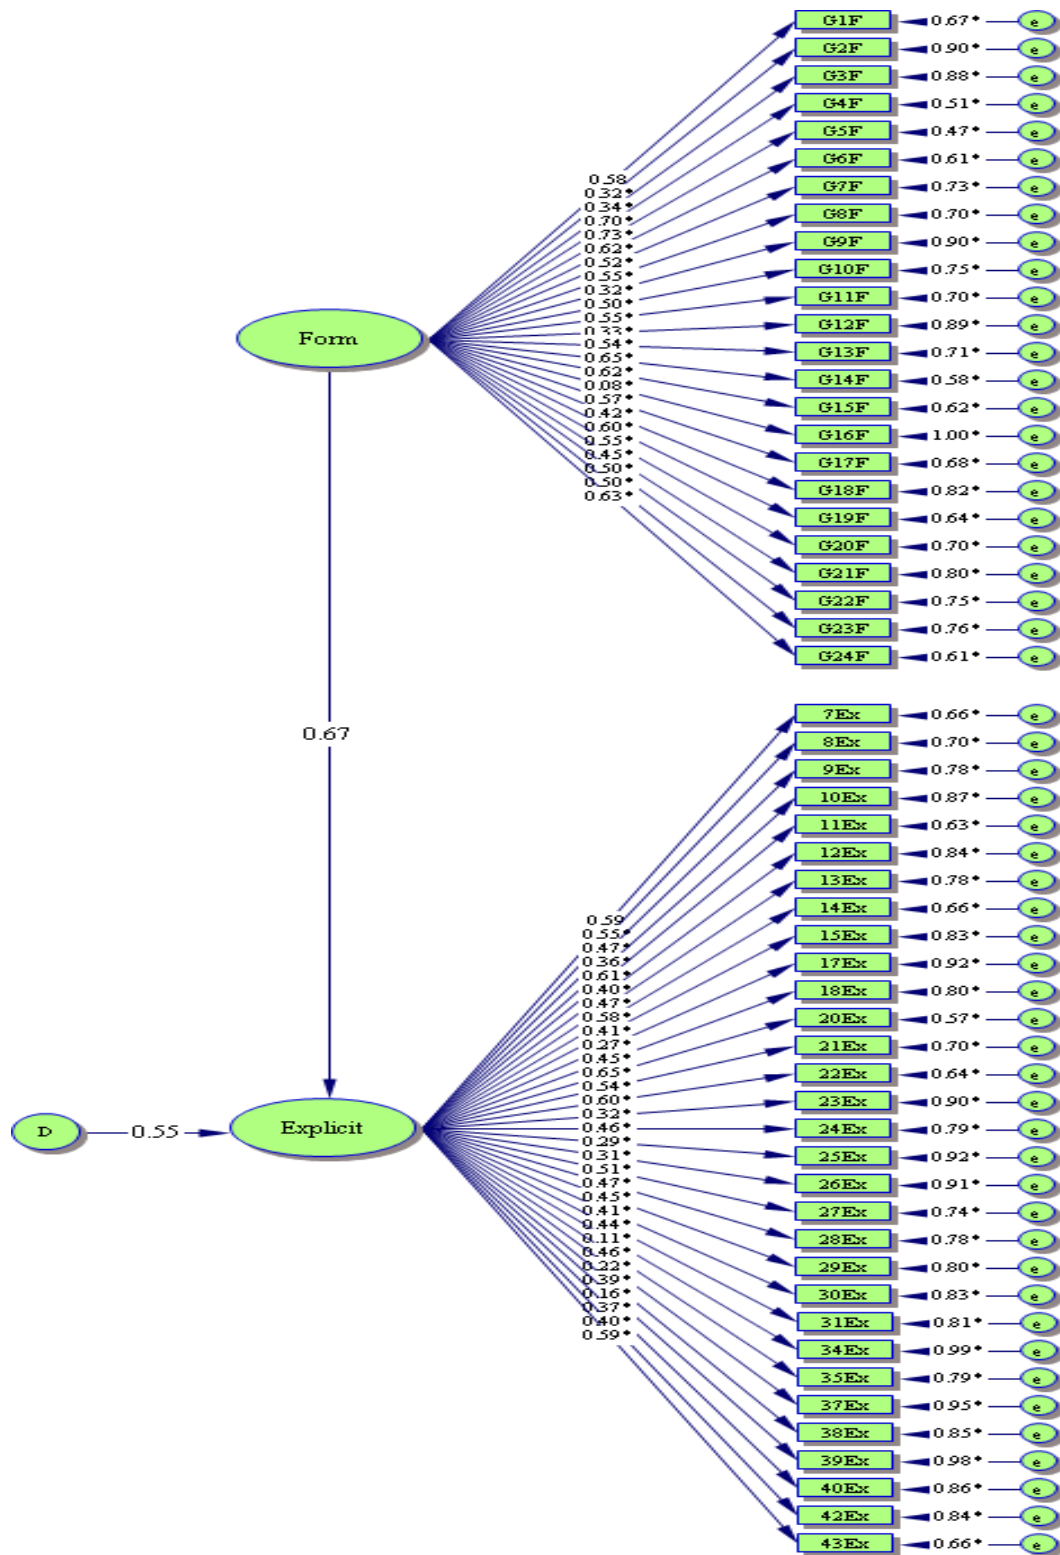 G1F 0.67* e
G2F 0.90* e
G3F 0.88* e
G4F 0.51* e
G5F 0.47* e
G6F 0.61* e
G7F 0.73* e
G8F 0.70* e
G9F 0.90* e
G10F 0.75* e
G11F 0.70* e
G12F 0.89* e
G13F 0.71* e
G14F 0.58* e
G15F 0.62* e
G16F 1.00* e
G17F 0.68* e
G18F 0.82* e
G19F 0.64* e
G20F 0.70* e
G21F 0.80* e
G22F 0.75* e
G23F 0.76* e
G24F 0.61* e
0.58
0.32*
0.34*
0.70*
0.73*
0.62*
0.52*
0.55*
0.32*
0.50*
0.55*
0.33*
0.54*
0.65*
0.62*
0.08*
0.57*
0.42*
0.60*
0.55*
0.45*
0.50*
0.50*
0.63*
Form
0.67
7Ex 0.66* e
8Ex 0.70* e
9Ex 0.78* e
10Ex 0.87* e
11Ex 0.63* e
12Ex 0.84* e
13Ex 0.78* e
14Ex 0.66* e
15Ex 0.83* e
17Ex 0.92* e
18Ex 0.80* e
20Ex 0.57* e
21Ex 0.70* e
22Ex 0.64* e
23Ex 0.90* e
24Ex 0.79* e
25Ex 0.92* e
26Ex 0.91* e
27Ex 0.74* e
28Ex 0.78* e
29Ex 0.80* e
30Ex 0.83* e
31Ex 0.81* e
34Ex 0.99* e
35Ex 0.79* e
37Ex 0.95* e
38Ex 0.85* e
39Ex 0.98* e
40Ex 0.86* e
42Ex 0.84* e
43Ex 0.66* e
0.59
0.55*
0.47*
0.36*
0.61*
0.40*
0.47*
0.58*
0.41*
0.27*
0.45*
0.65*
0.54*
0.60*
0.32*
0.46*
0.29*
0.31*
0.51*
0.47*
0.45*
0.41*
0.44*
0.11*
0.46*
0.22*
0.39*
0.16*
0.37*
0.40*
0.59*
D 0.55 Explicit